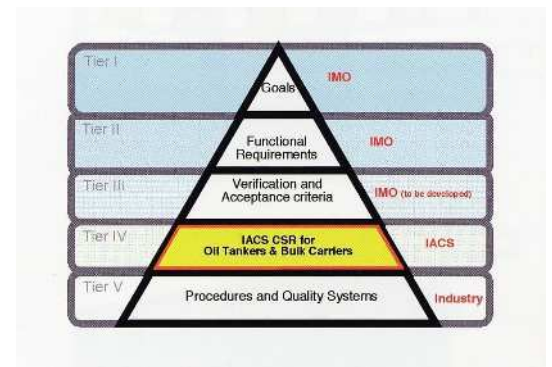 Tier I
Goals
IMO
Tier II
Functional
Requirements
IMO
Tier III
Verification and
Acceptance criteria
IMO (to be developed)
Tier IV
IACS CSR for
Oil Tankers & Bulk Carriers
IACS
Tier V
Procedures and Quality Systems
Industry